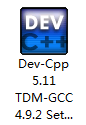 DEV
C++
Dev-Cpp
5.11
TDM-GCC
4.9.2 Set...